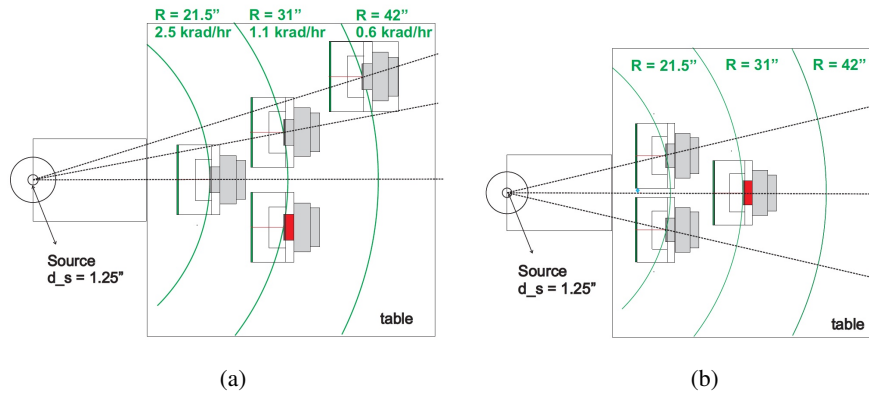 R = 21.5” R = 31” R = 42”
2.5 krad/hr 1.1 krad/hr 0.6 krad/hr
Source
d_s = 1.25”
table
(a)
R = 21.5” R = 31” R = 42”
Source
d_s = 1.25”
table
(b)